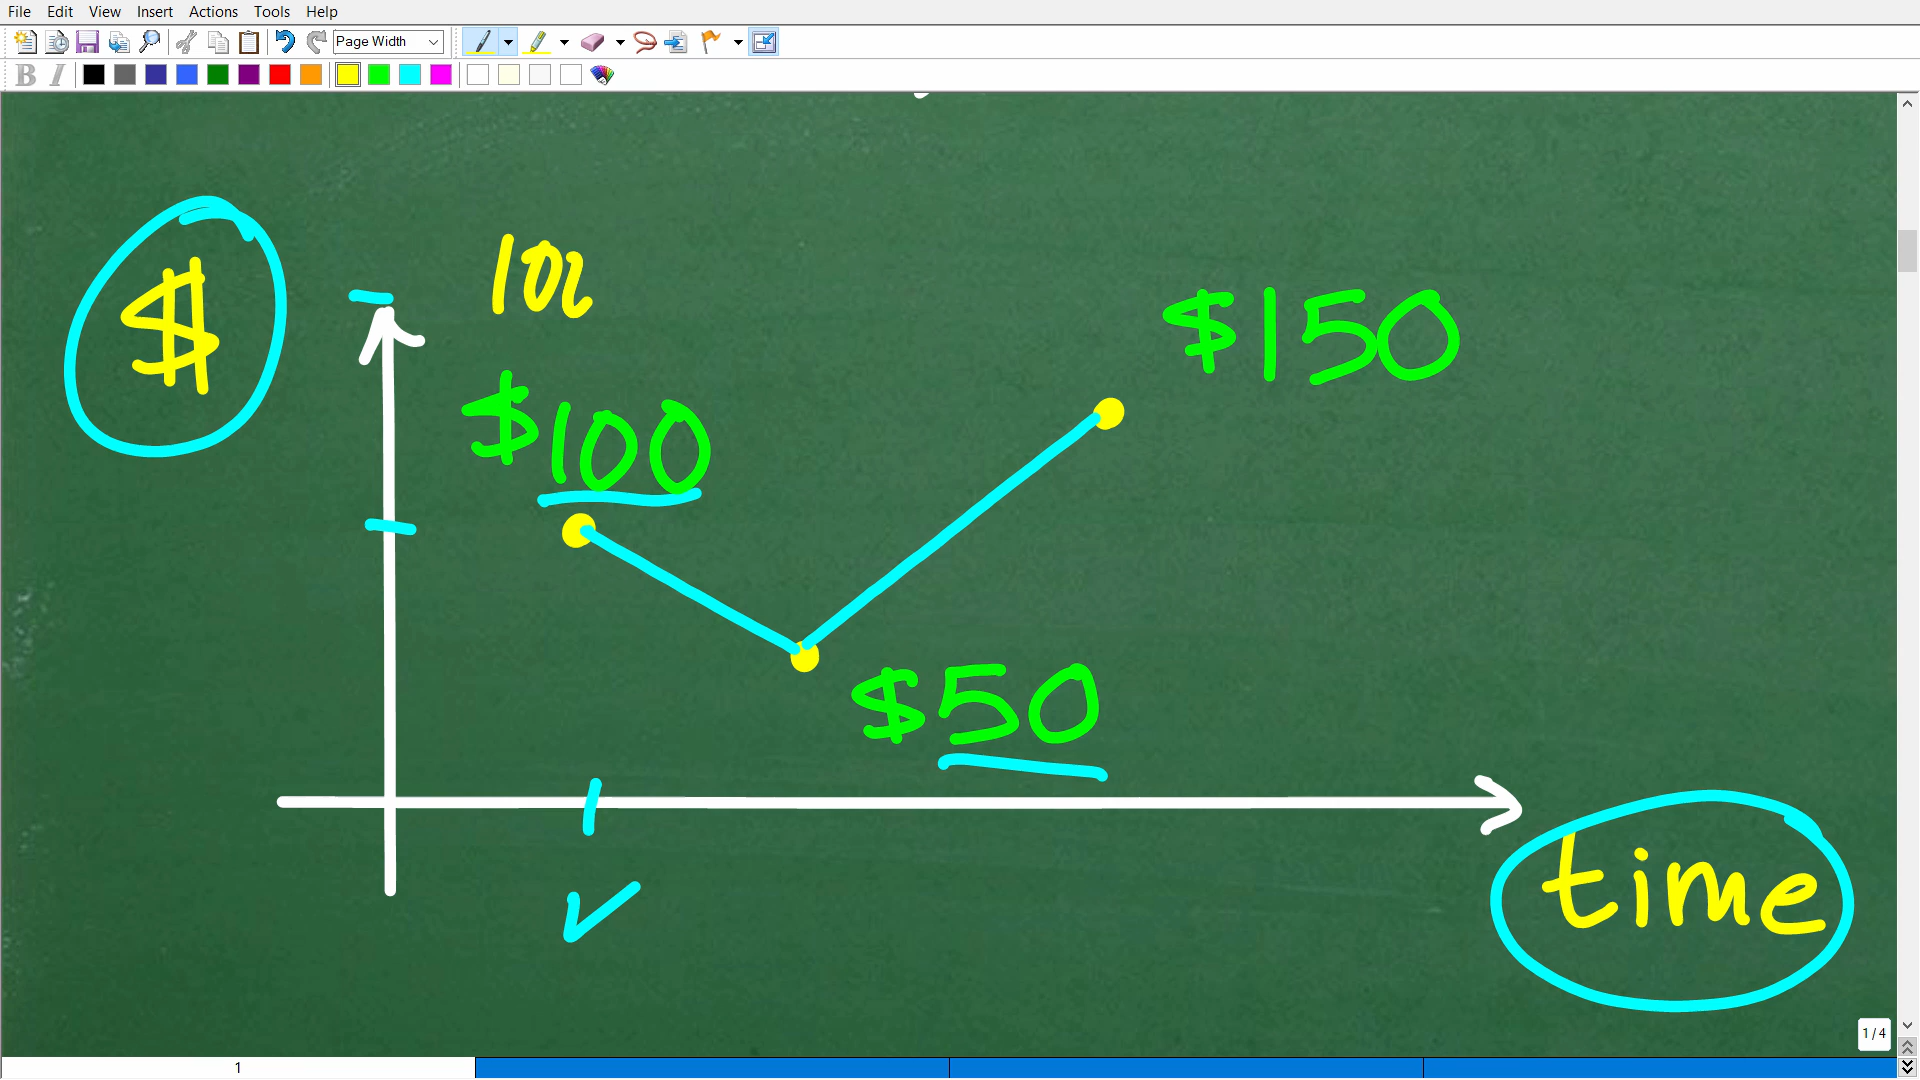 File Edit View Insert Actions Tools Help
Page Width
B I
$
$100
$150
$50
time
1 / 4
1